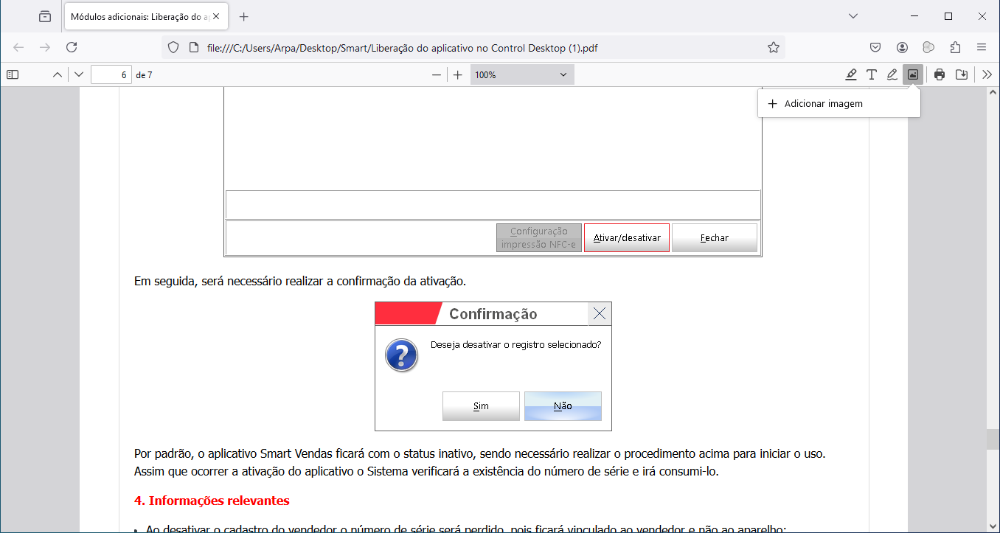 Módulos adicionais: Liberação do a
file:///C:/Users/Arpa/Desktop/Smart/Liberação do aplicativo no Control Desktop (1).pdf
6 de 7
100%
Adicionar imagem
Configuração
impressão NFC-e
Ativar/desativar
Fechar
Em seguida, será necessário realizar a confirmação da ativação.
Confirmação
Deseja desativar o registro selecionado?
Sim
Não
Por padrão, o aplicativo Smart Vendas ficará com o status inativo, sendo necessário realizar o procedimento acima para iniciar o uso.
Assim que ocorrer a ativação do aplicativo o Sistema verificará a existência do número de série e irá consumi-lo.
4. Informações relevantes
• Ao desativar o cadastro do vendedor o número de série será perdido, pois ficará vinculado ao vendedor e não ao aparelho;